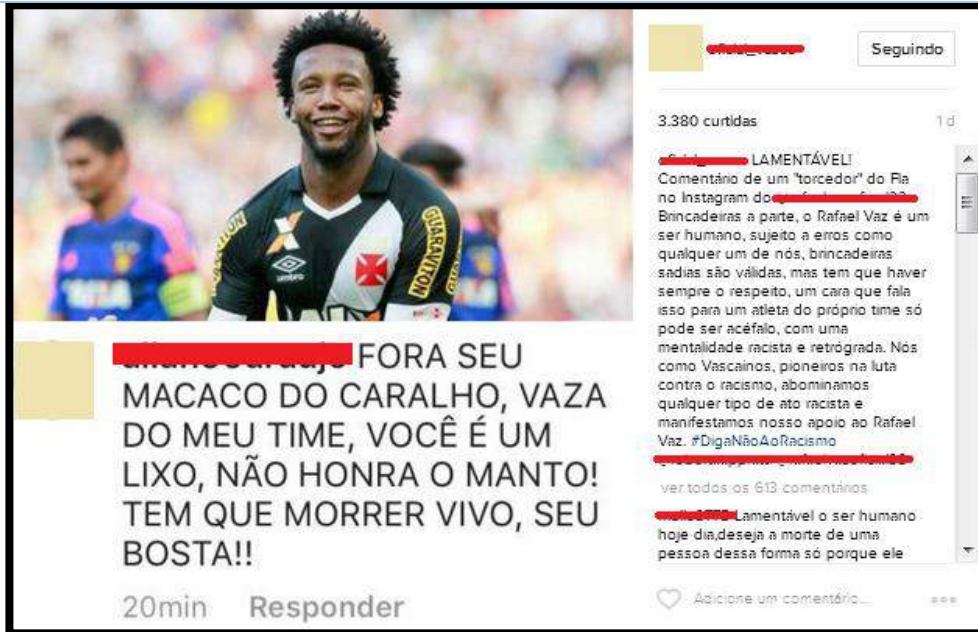 Seguindo
3.380 curtidas
1 d
LAMENTÁVEL!
Comentário de um "torcedor" do Fla
no Instagram do
Brincadeiras a parte, o Rafael Vaz é um
ser humano, sujeito a erros como
qualquer um de nós, brincadeiras
sadias são válidas, mas tem que haver
sempre o respeito, um cara que fala
isso para um atleta do próprio time só
pode ser acéfalo, com uma
mentalidade racista e retrógrada. Nós
como Vascaínos, pioneiros na luta
contra o racismo, abominamos
qualquer tipo de ato racista e
manifestamos nosso apoio ao Rafael
Vaz. #DigaNãoAoRacismo
ver todos os 613 comentários
Lamentável o ser humano
hoje dia,deseja a morte de uma
pessoa dessa forma só porque ele
Adicione um comentário...
GUARAVITON
umbro
FORA SEU
MACACO DO CARALHO, VAZA
DO MEU TIME, VOCÊ É UM
LIXO, NÃO HONRA O MANTO!
TEM QUE MORRER VIVO, SEU
BOSTA!!
20min Responder